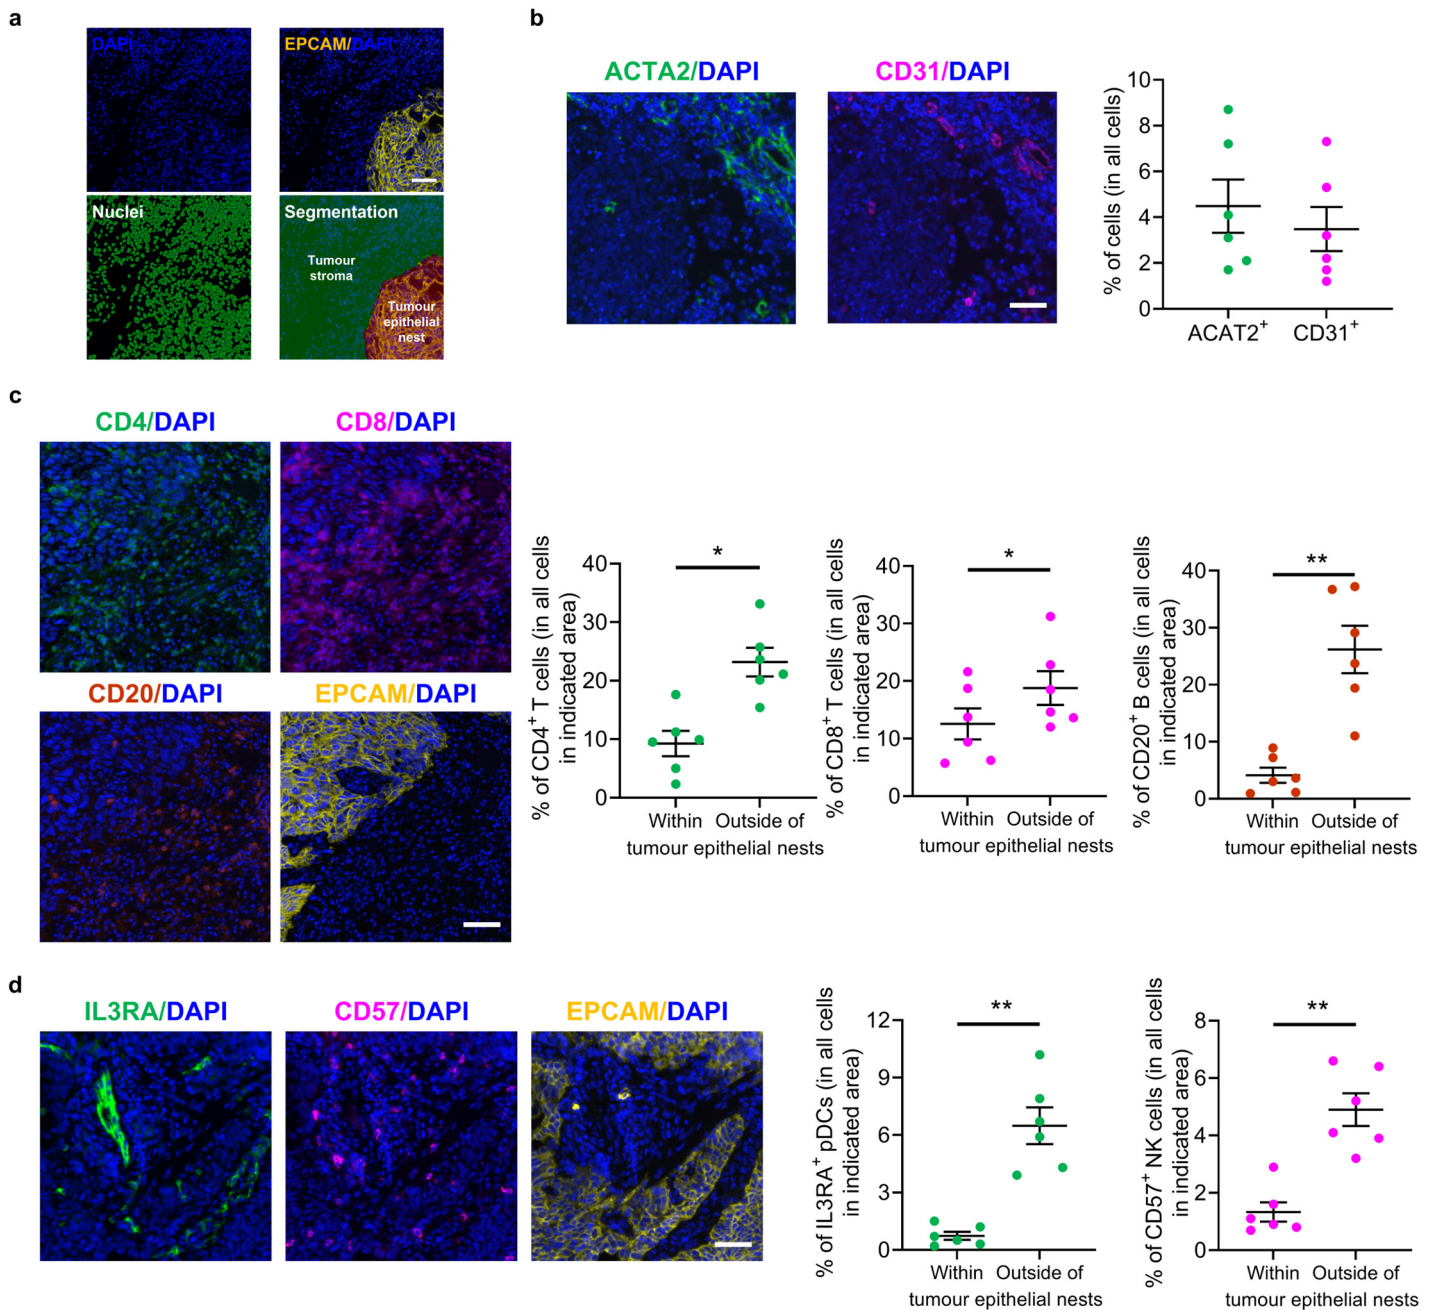 a
DAPI
EPCAM/DAPI
Nuclei
Segmentation
Tumour
stroma
Tumour
epithelial
nest
b
ACTA2/DAPI
CD31/DAPI
% of cells (in all cells)
10
8
6
4
2
0
ACAT2+
CD31+
c
CD4/DAPI
CD8/DAPI
CD20/DAPI
EPCAM/DAPI
% of CD4+ T cells (in all cells
in indicated area)
40
30
20
10
0
*
Within
Outside of
tumour epithelial nests
% of CD8+ T cells (in all cells
in indicated area)
40
30
20
10
0
*
Within
Outside of
tumour epithelial nests
% of CD20+ B cells (in all cells
in indicated area)
40
30
20
10
0
**
Within
Outside of
tumour epithelial nests
d
IL3RA/DAPI
CD57/DAPI
EPCAM/DAPI
% of IL3RA+ pDCs (in all cells
in indicated area)
12
9
6
3
0
**
Within
Outside of
tumour epithelial nests
% of CD57+ NK cells (in all cells
in indicated area)
8
6
4
2
0
**
Within
Outside of
tumour epithelial nests